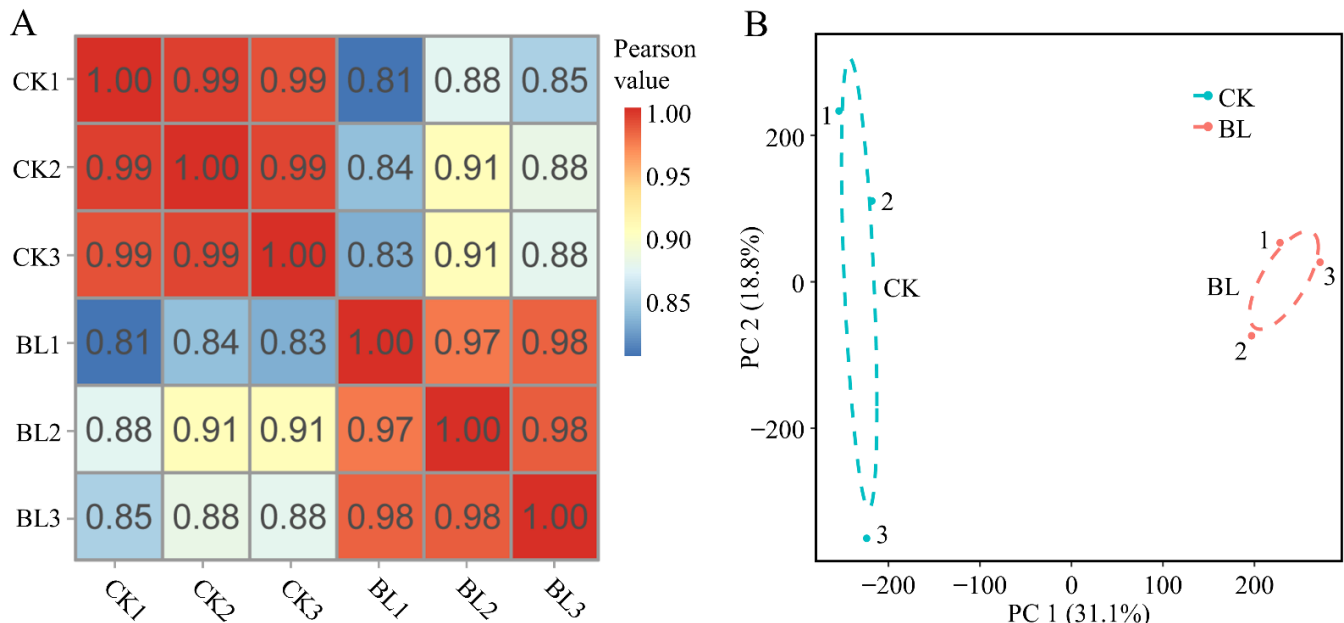 A
Pearson
value
CK1 1.00 0.99 0.99 0.81 0.88 0.85
CK2 0.99 1.00 0.99 0.84 0.91 0.88
CK3 0.99 0.99 1.00 0.83 0.91 0.88
BL1 0.81 0.84 0.83 1.00 0.97 0.98
BL2 0.88 0.91 0.91 0.97 1.00 0.98
BL3 0.85 0.88 0.88 0.98 0.98 1.00
CK1 CK2 CK3 BL1 BL2 BL3
1.00
0.95
0.90
0.85
B
CK
BL
PC 2 (18.8%)
200
0
−200
1
2
3
CK
1
BL
3
2
−200 −100 0 100 200
PC 1 (31.1%)